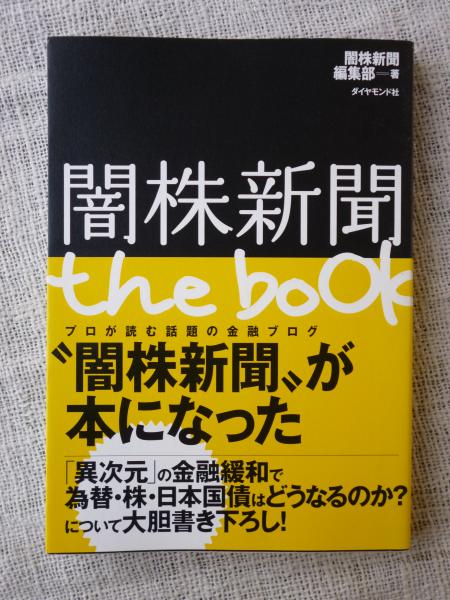 闇株新聞
編集部——著
ダイヤモンド社
闇株新聞
the book
プロが読む話題の金融ブログ
〝闇株新聞〟が
本になった
「異次元」の金融緩和で
為替・株・日本国債はどうなるのか?
について大胆書き下ろし!